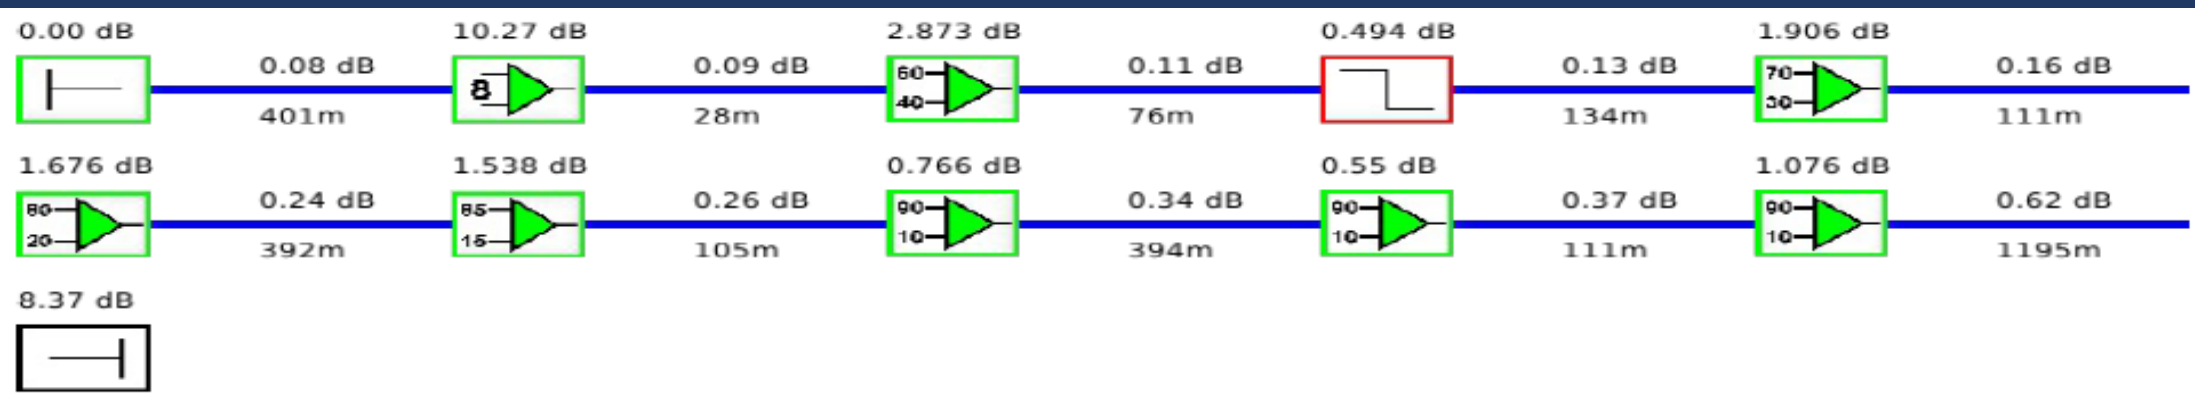 0.00 dB 10.27 dB 2.873 dB 0.494 dB 1.906 dB
0.08 dB 0.09 dB 0.11 dB 0.13 dB 0.16 dB
8 60 40 70 30
401m 28m 76m 134m 111m
1.676 dB 1.538 dB 0.766 dB 0.55 dB 1.076 dB
0.24 dB 0.26 dB 0.34 dB 0.37 dB 0.62 dB
80 85 90 90 90
20 15 10 10 10
392m 105m 394m 111m 1195m
8.37 dB